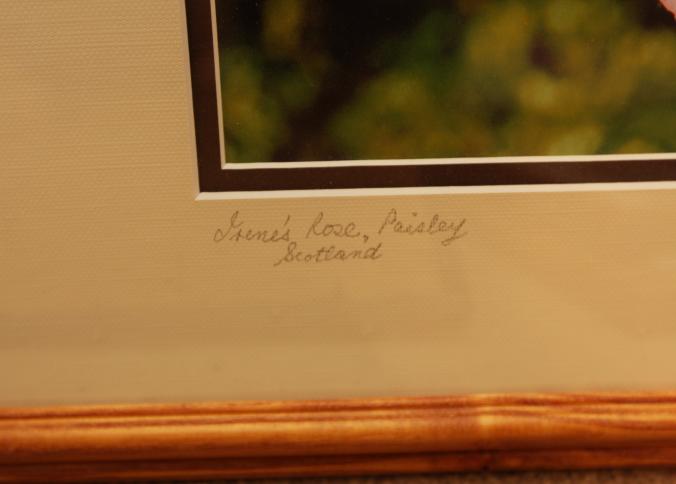 Irene's Rose, Paisley
Scotland